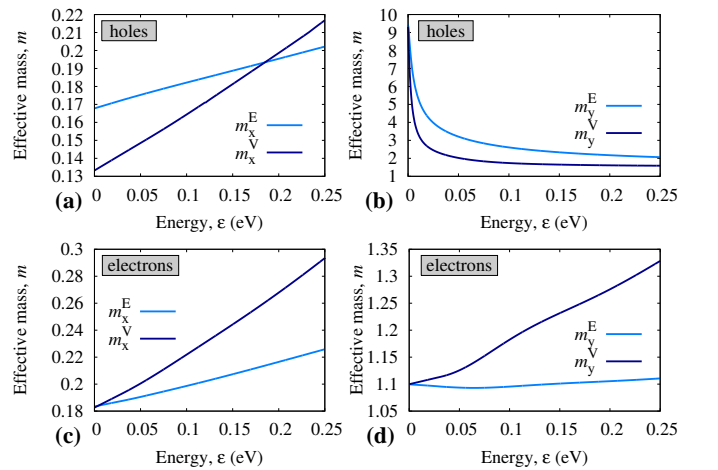 0.22
0.21
0.2
0.19
0.18
0.17
0.16
0.15
0.14
0.13
Effective mass, m
holes
m_x^E
m_x^V
0 0.05 0.1 0.15 0.2 0.25
(a)
Energy, ε (eV)
10
9
8
7
6
5
4
3
2
1
Effective mass, m
holes
m_y^E
m_y^V
0 0.05 0.1 0.15 0.2 0.25
(b)
Energy, ε (eV)
0.3
0.28
0.26
0.24
0.22
0.2
0.18
Effective mass, m
electrons
m_x^E
m_x^V
0 0.05 0.1 0.15 0.2 0.25
(c)
Energy, ε (eV)
1.35
1.3
1.25
1.2
1.15
1.1
1.05
Effective mass, m
electrons
m_y^E
m_y^V
0 0.05 0.1 0.15 0.2 0.25
(d)
Energy, ε (eV)